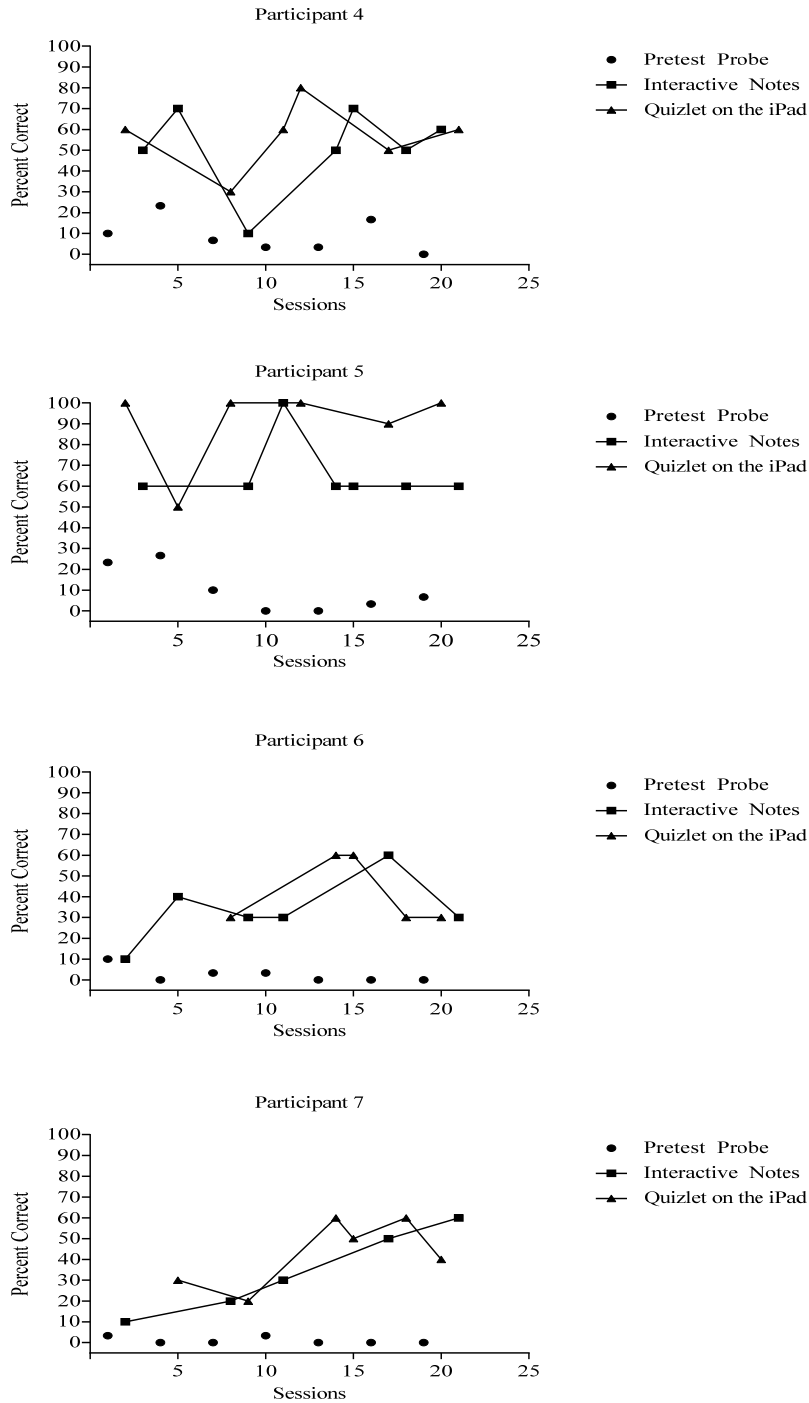 Participant 4
100
90
80
70
60
50
40
30
20
10
0
Percent Correct
5 10 15 20 25
Sessions
Pretest Probe
Interactive Notes
Quizlet on the iPad
Participant 5
100
90
80
70
60
50
40
30
20
10
0
Percent Correct
5 10 15 20 25
Sessions
Pretest Probe
Interactive Notes
Quizlet on the iPad
Participant 6
100
90
80
70
60
50
40
30
20
10
0
Percent Correct
5 10 15 20 25
Sessions
Pretest Probe
Interactive Notes
Quizlet on the iPad
Participant 7
100
90
80
70
60
50
40
30
20
10
0
Percent Correct
5 10 15 20 25
Sessions
Pretest Probe
Interactive Notes
Quizlet on the iPad